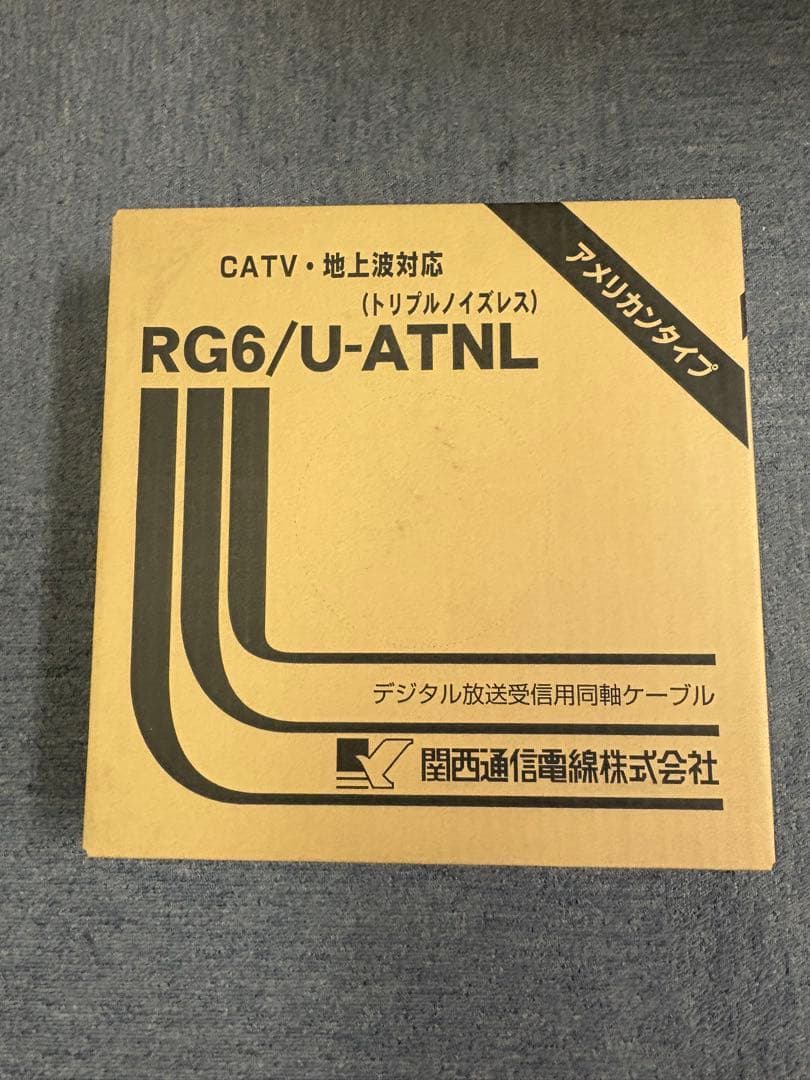 アメリカンタイプ
CATV・地上波対応
(トリプルノイズレス)
RG6/U-ATNL
デジタル放送受信用同軸ケーブル
関西通信電線株式会社